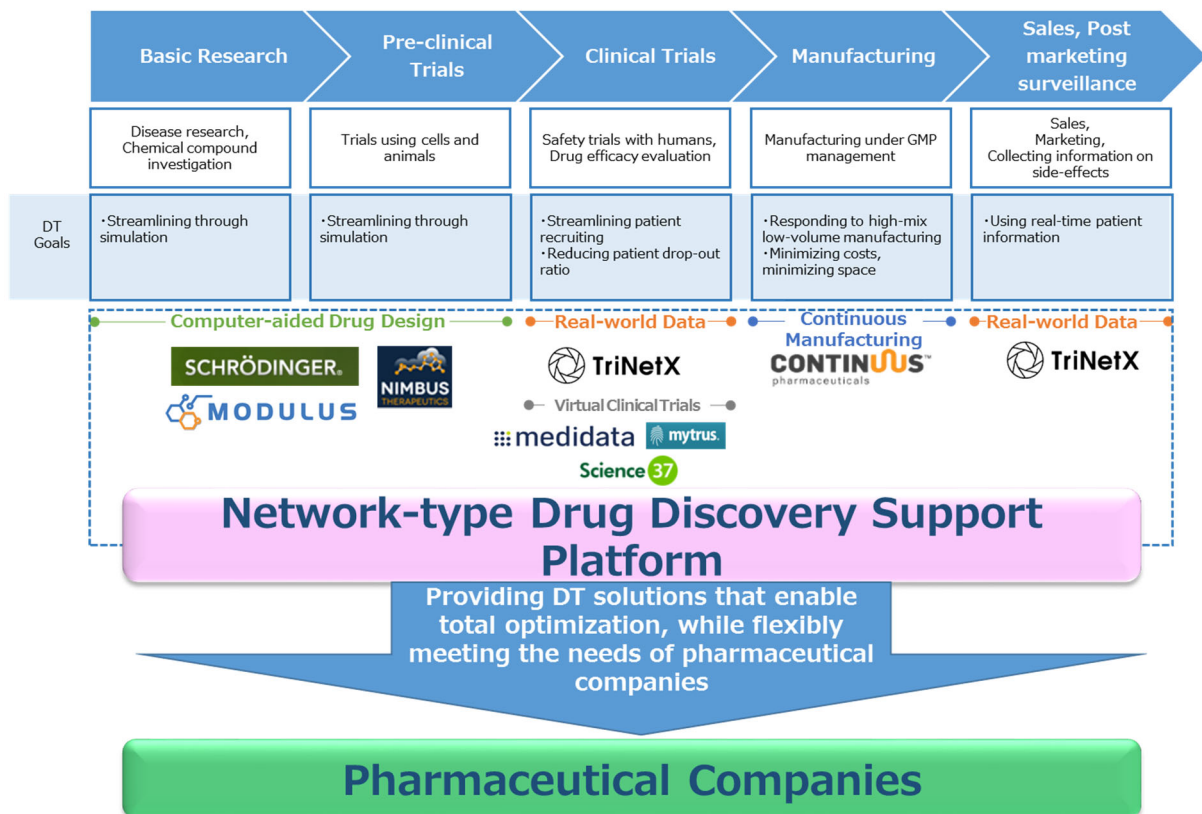 Basic Research
Pre-clinical
Trials
Clinical Trials
Manufacturing
Sales, Post
marketing
surveillance
Disease research,
Chemical compound
investigation
Trials using cells and
animals
Safety trials with humans,
Drug efficacy evaluation
Manufacturing under GMP
management
Sales,
Marketing,
Collecting information on
side-effects
DT
Goals
・Streamlining through
simulation
・Streamlining through
simulation
・Streamlining patient
recruiting
・Reducing patient drop-out
ratio
・Responding to high-mix
low-volume manufacturing
・Minimizing costs,
minimizing space
・Using real-time patient
information
Computer-aided Drug Design
SCHRÖDINGER®
MODULUS
NIMBUS
THERAPEUTICS
Real-world Data
TriNetX
Virtual Clinical Trials
medidata
mytrus.
Science 37
Continuous
Manufacturing
CONTINUUS™
pharmaceuticals
Real-world Data
TriNetX
Network-type Drug Discovery Support
Platform
Providing DT solutions that enable
total optimization, while flexibly
meeting the needs of pharmaceutical
companies
Pharmaceutical Companies